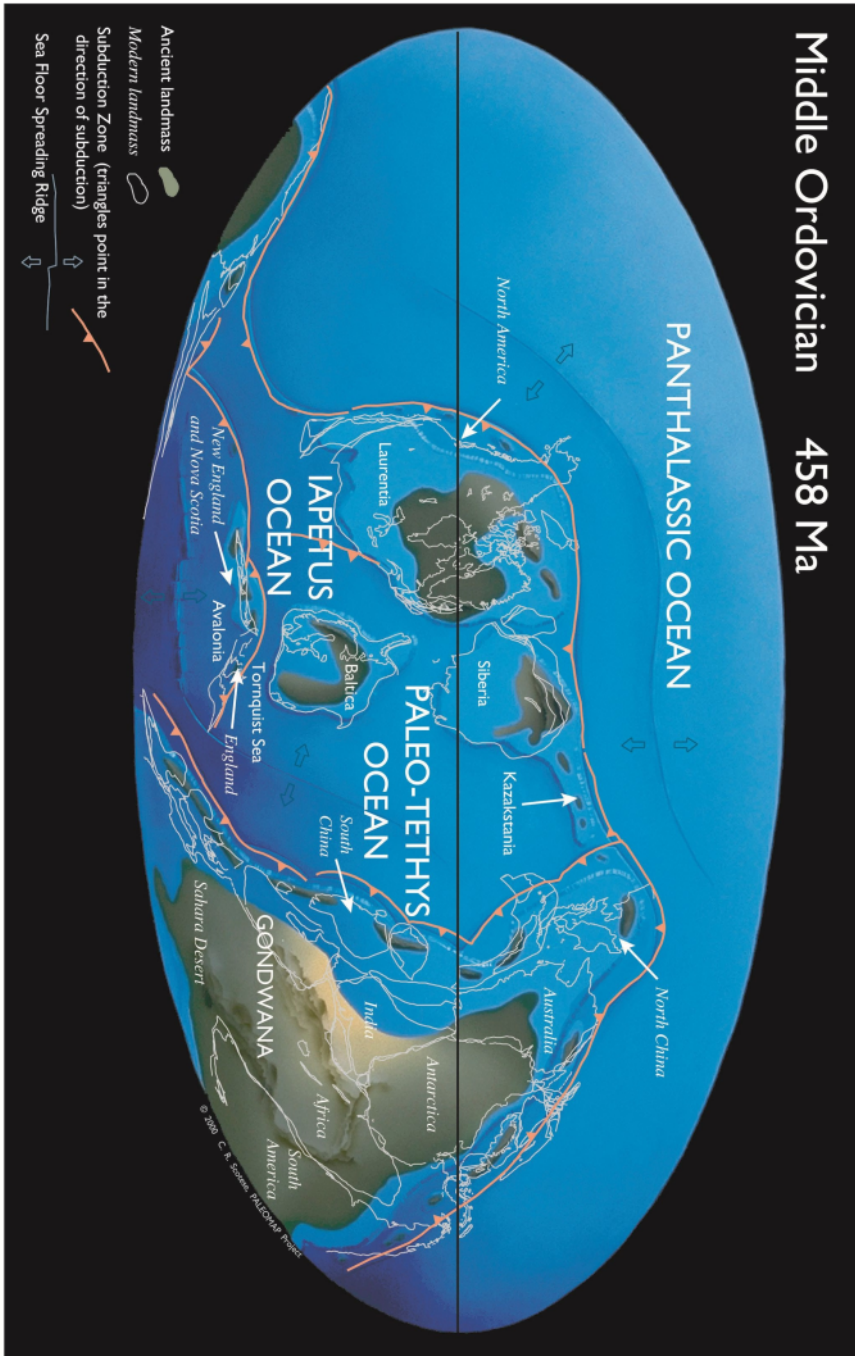 Middle Ordovician 458 Ma
PANTHALASSIC OCEAN
North America
Laurentia
Siberia
Kazakstania
North China
Australia
Antarctica
IAPETUS
OCEAN
Baltica
PALEO-TETHYS
OCEAN
South
China
India
GONDWANA
Africa
South
America
Sahara Desert
New England
and Nova Scotia
Avalonia
Tornquist Sea
England
Ancient landmass
Modern landmass
Subduction Zone (triangles point in the
direction of subduction)
Sea Floor Spreading Ridge
© 2000 C. R. Scotese, PALEOMAP Project